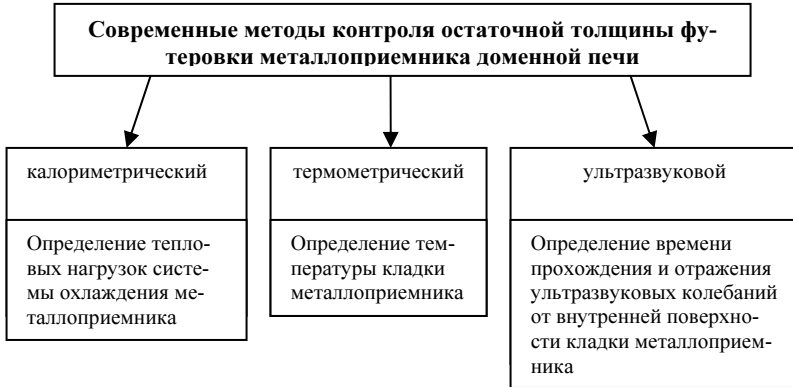 Современные методы контроля остаточной толщины фу-
теровки металлоприемника доменной печи
калориметрический
Определение тепло-
вых нагрузок систе-
мы охлаждения ме-
таллоприемника
термометрический
Определение тем-
пературы кладки
металлоприемника
ультразвуковой
Определение времени
прохождения и отражения
ультразвуковых колебаний
от внутренней поверхно-
сти кладки металлоприем-
ника